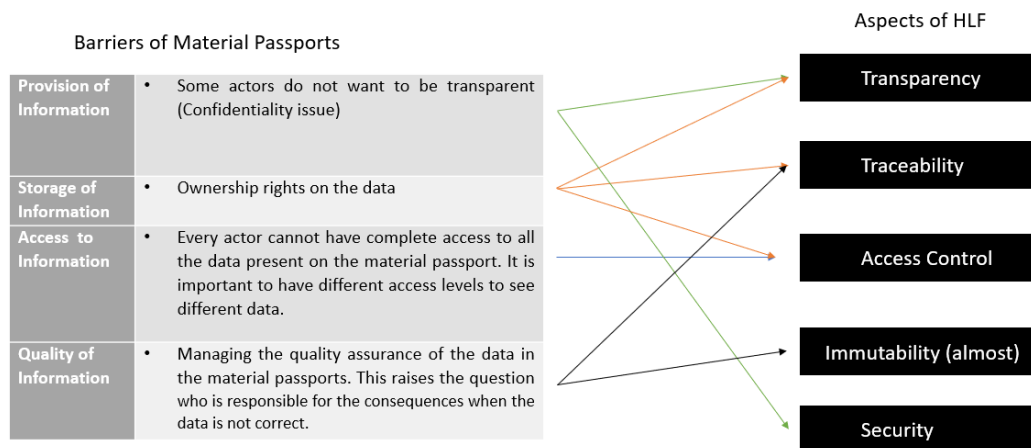 Aspects of HLF
Barriers of Material Passports
Provision of
Information
• Some actors do not want to be transparent
(Confidentiality issue)
Storage of
Information
• Ownership rights on the data
Access to
Information
• Every actor cannot have complete access to all
the data present on the material passport. It is
important to have different access levels to see
different data.
Quality of
Information
• Managing the quality assurance of the data in
the material passports. This raises the question
who is responsible for the consequences when the
data is not correct.
Transparency
Traceability
Access Control
Immutability (almost)
Security